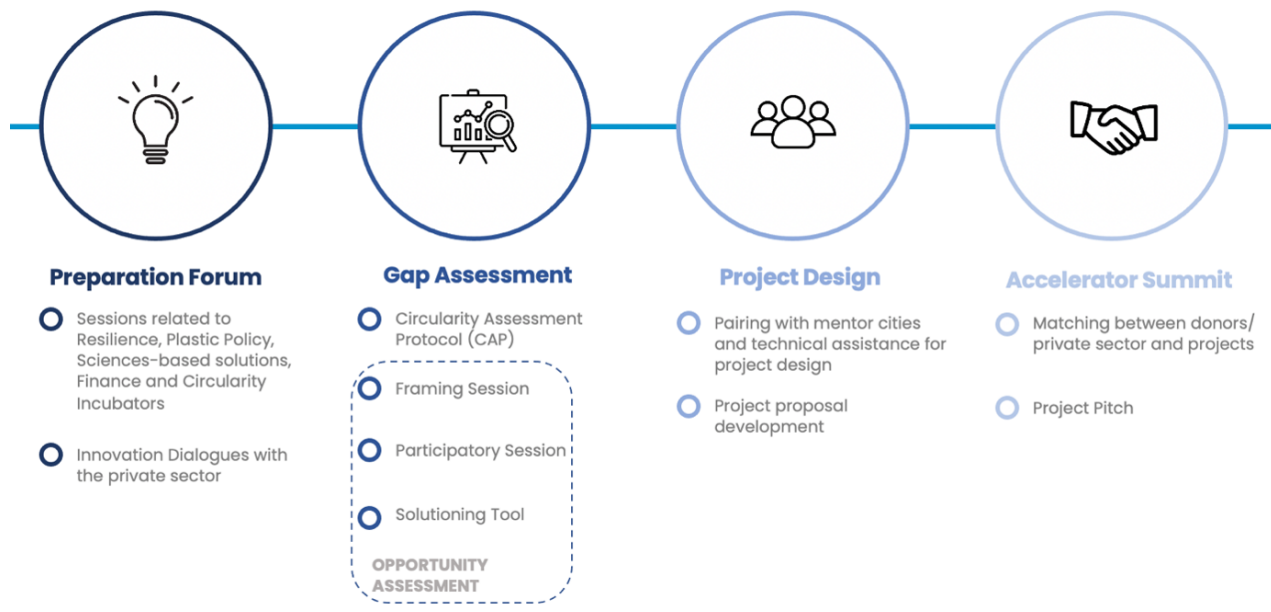 Preparation Forum
Sessions related to
Resilience, Plastic Policy,
Sciences-based solutions,
Finance and Circularity
Incubators
Innovation Dialogues with
the private sector
Gap Assessment
Circularity Assessment
Protocol (CAP)
Framing Session
Participatory Session
Solutioning Tool
OPPORTUNITY
ASSESSMENT
Project Design
Pairing with mentor cities
and technical assistance for
project design
Project proposal
development
Accelerator Summit
Matching between donors/
private sector and projects
Project Pitch